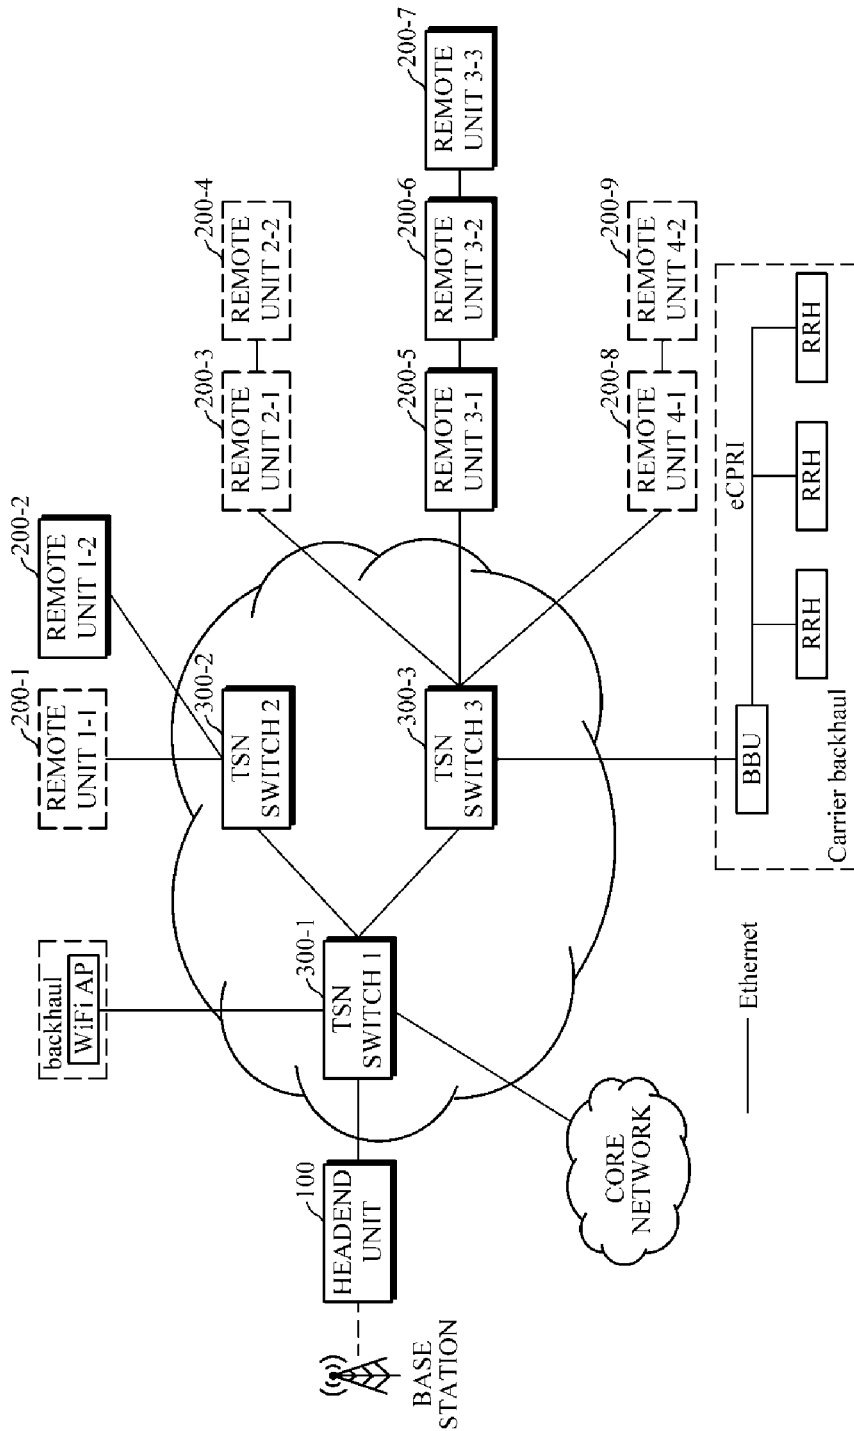 BASE
STATION
100
HEADEND
UNIT
CORE
NETWORK
backhaul
WiFi AP
300-1
TSN
SWITCH 1
300-2
TSN
SWITCH 2
300-3
TSN
SWITCH 3
200-1
REMOTE
UNIT 1-1
200-2
REMOTE
UNIT 1-2
200-3
REMOTE
UNIT 2-1
200-4
REMOTE
UNIT 2-2
200-5
REMOTE
UNIT 3-1
200-6
REMOTE
UNIT 3-2
200-7
REMOTE
UNIT 3-3
200-8
REMOTE
UNIT 4-1
200-9
REMOTE
UNIT 4-2
eCPRI
BBU
RRH
RRH
RRH
Carrier backhaul
Ethernet